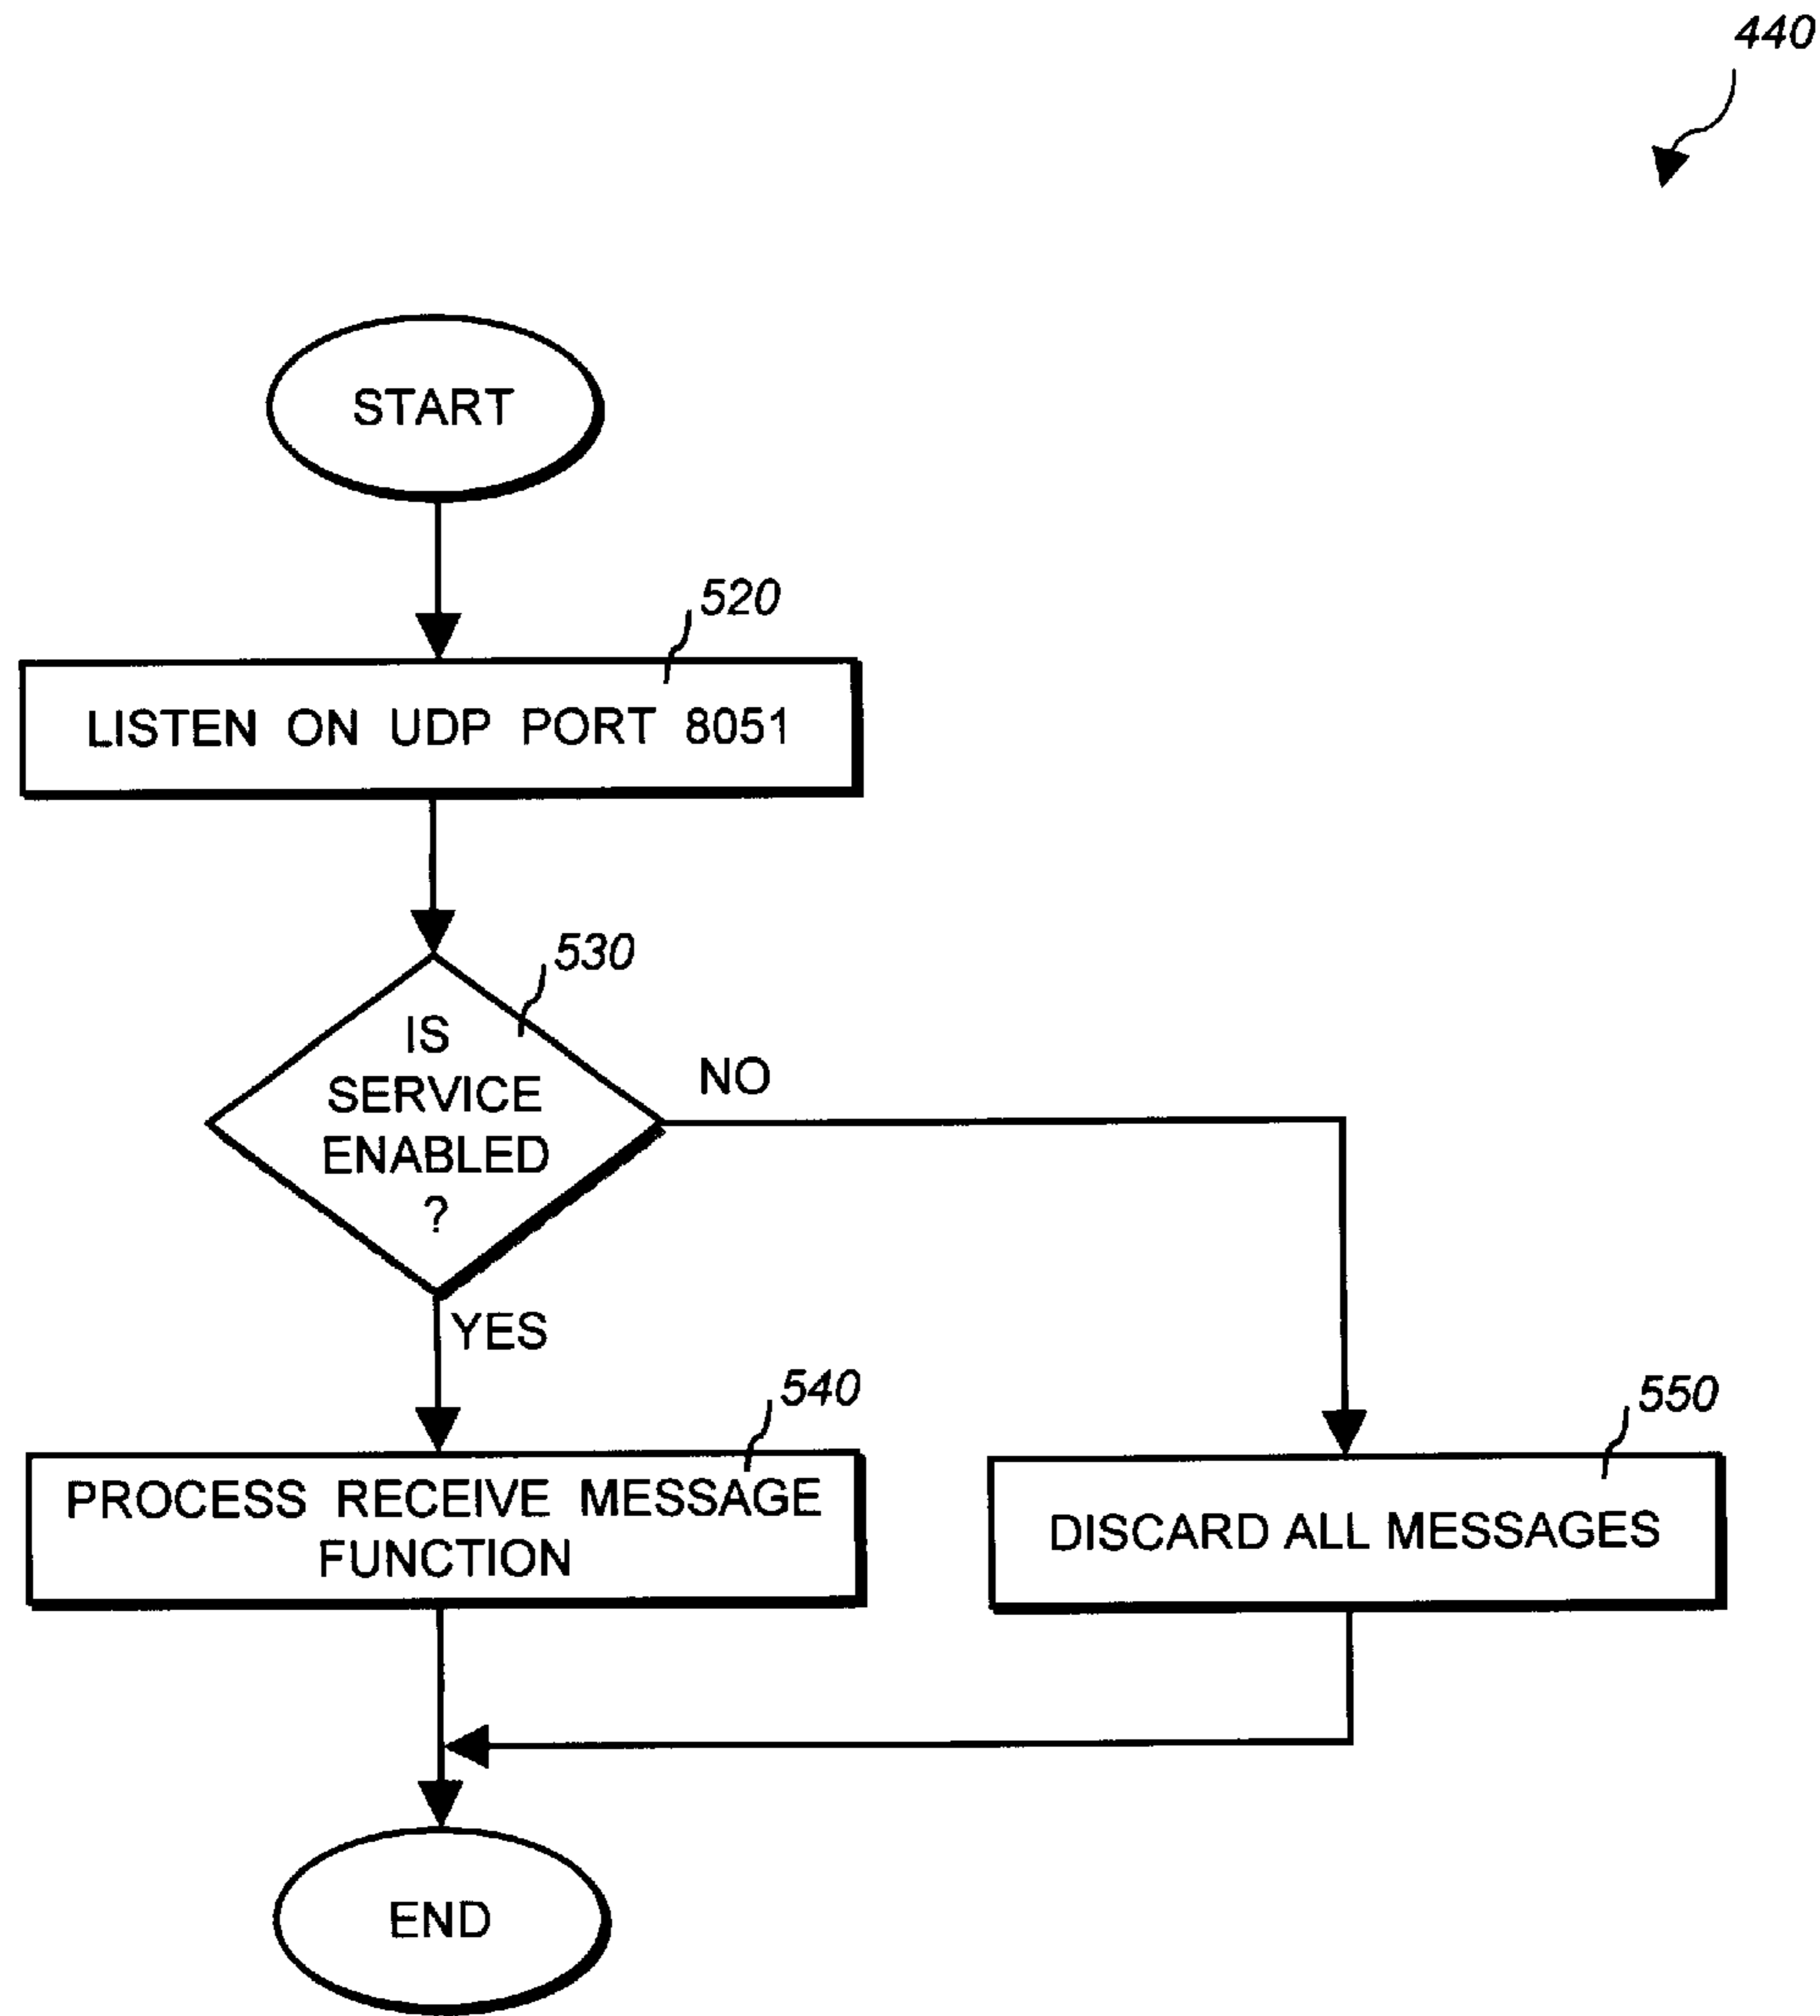 440
START
520
LISTEN ON UDP PORT 8051
530
IS
SERVICE
ENABLED
?
NO
YES
540
PROCESS RECEIVE MESSAGE
FUNCTION
550
DISCARD ALL MESSAGES
END